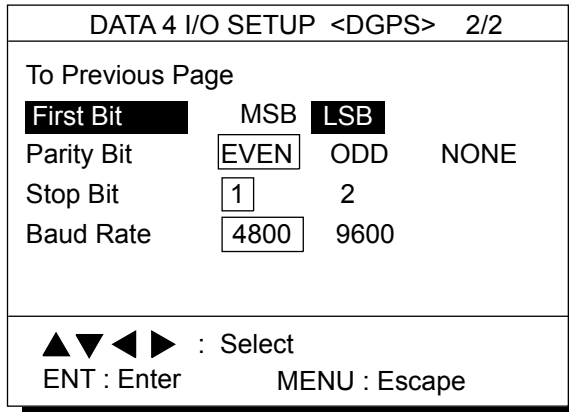 DATA 4 I/O SETUP <DGPS> 2/2
To Previous Page
First Bit MSB LSB
Parity Bit EVEN ODD NONE
Stop Bit 1 2
Baud Rate 4800 9600
▲▼◀▶ : Select
ENT : Enter MENU : Escape